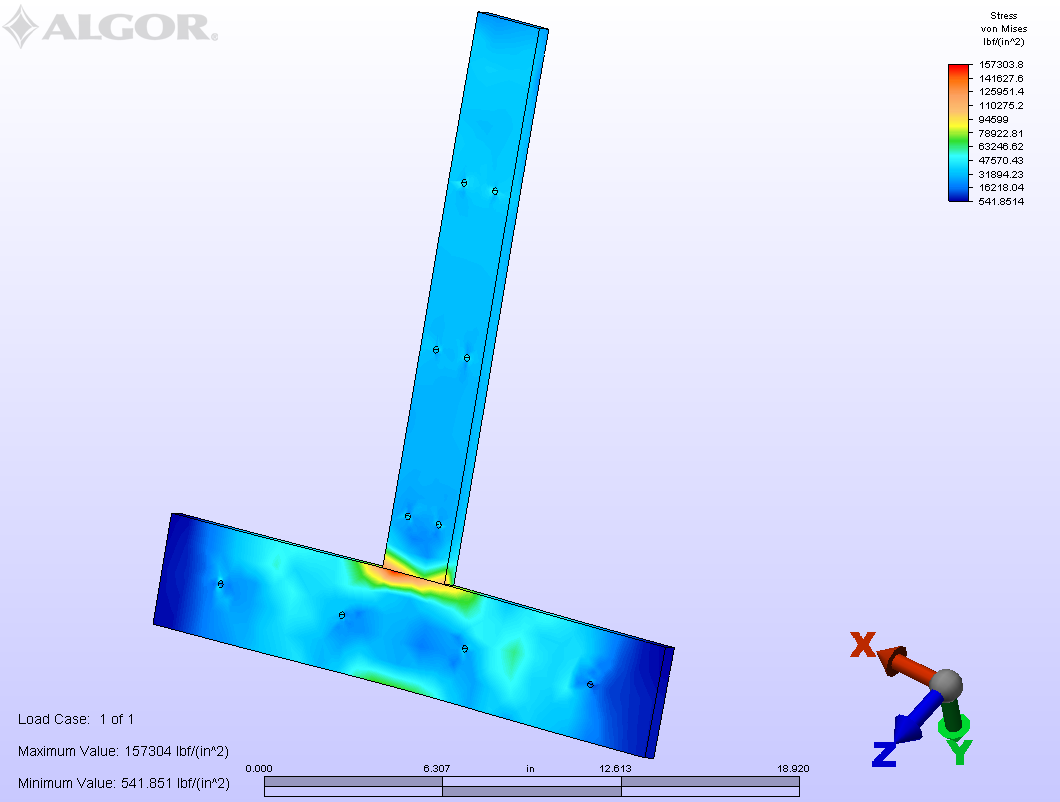 ALGOR®
Stress
von Mises
lbf/(in^2)
157303.8
141627.6
125951.4
110275.2
94599
78922.81
63246.62
47570.43
31894.23
16218.04
541.8514
X
Z
Y
Load Case: 1 of 1
Maximum Value: 157304 lbf/(in^2)
Minimum Value: 541.851 lbf/(in^2)
0.000 6.307 in 12.613 18.920